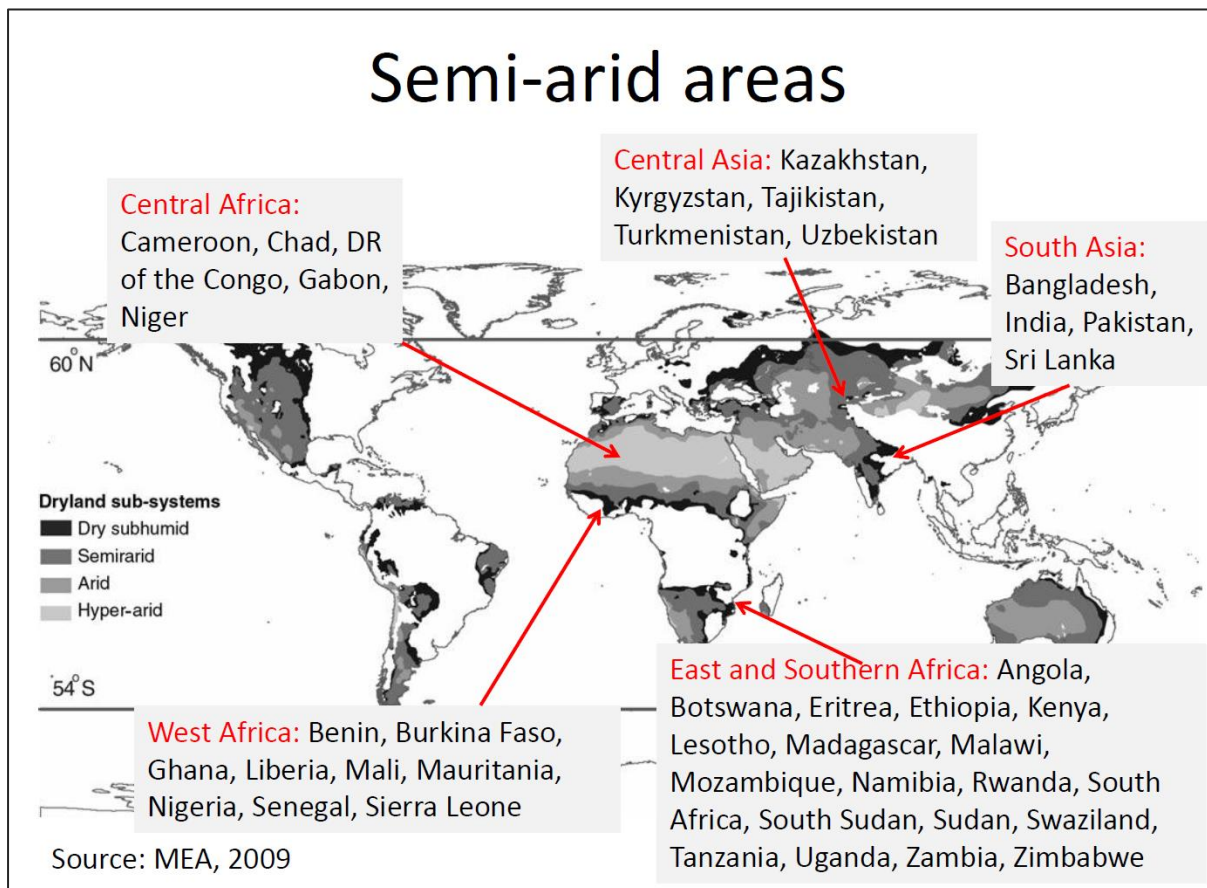 Semi-arid areas
Central Africa:
Cameroon, Chad, DR
of the Congo, Gabon,
Niger
Central Asia: Kazakhstan,
Kyrgyzstan, Tajikistan,
Turkmenistan, Uzbekistan
South Asia:
Bangladesh,
India, Pakistan,
Sri Lanka
60°N
Dryland sub-systems
Dry subhumid
Semirarid
Arid
Hyper-arid
54°S
West Africa: Benin, Burkina Faso,
Ghana, Liberia, Mali, Mauritania,
Nigeria, Senegal, Sierra Leone
East and Southern Africa: Angola,
Botswana, Eritrea, Ethiopia, Kenya,
Lesotho, Madagascar, Malawi,
Mozambique, Namibia, Rwanda, South
Africa, South Sudan, Sudan, Swaziland,
Tanzania, Uganda, Zambia, Zimbabwe
Source: MEA, 2009